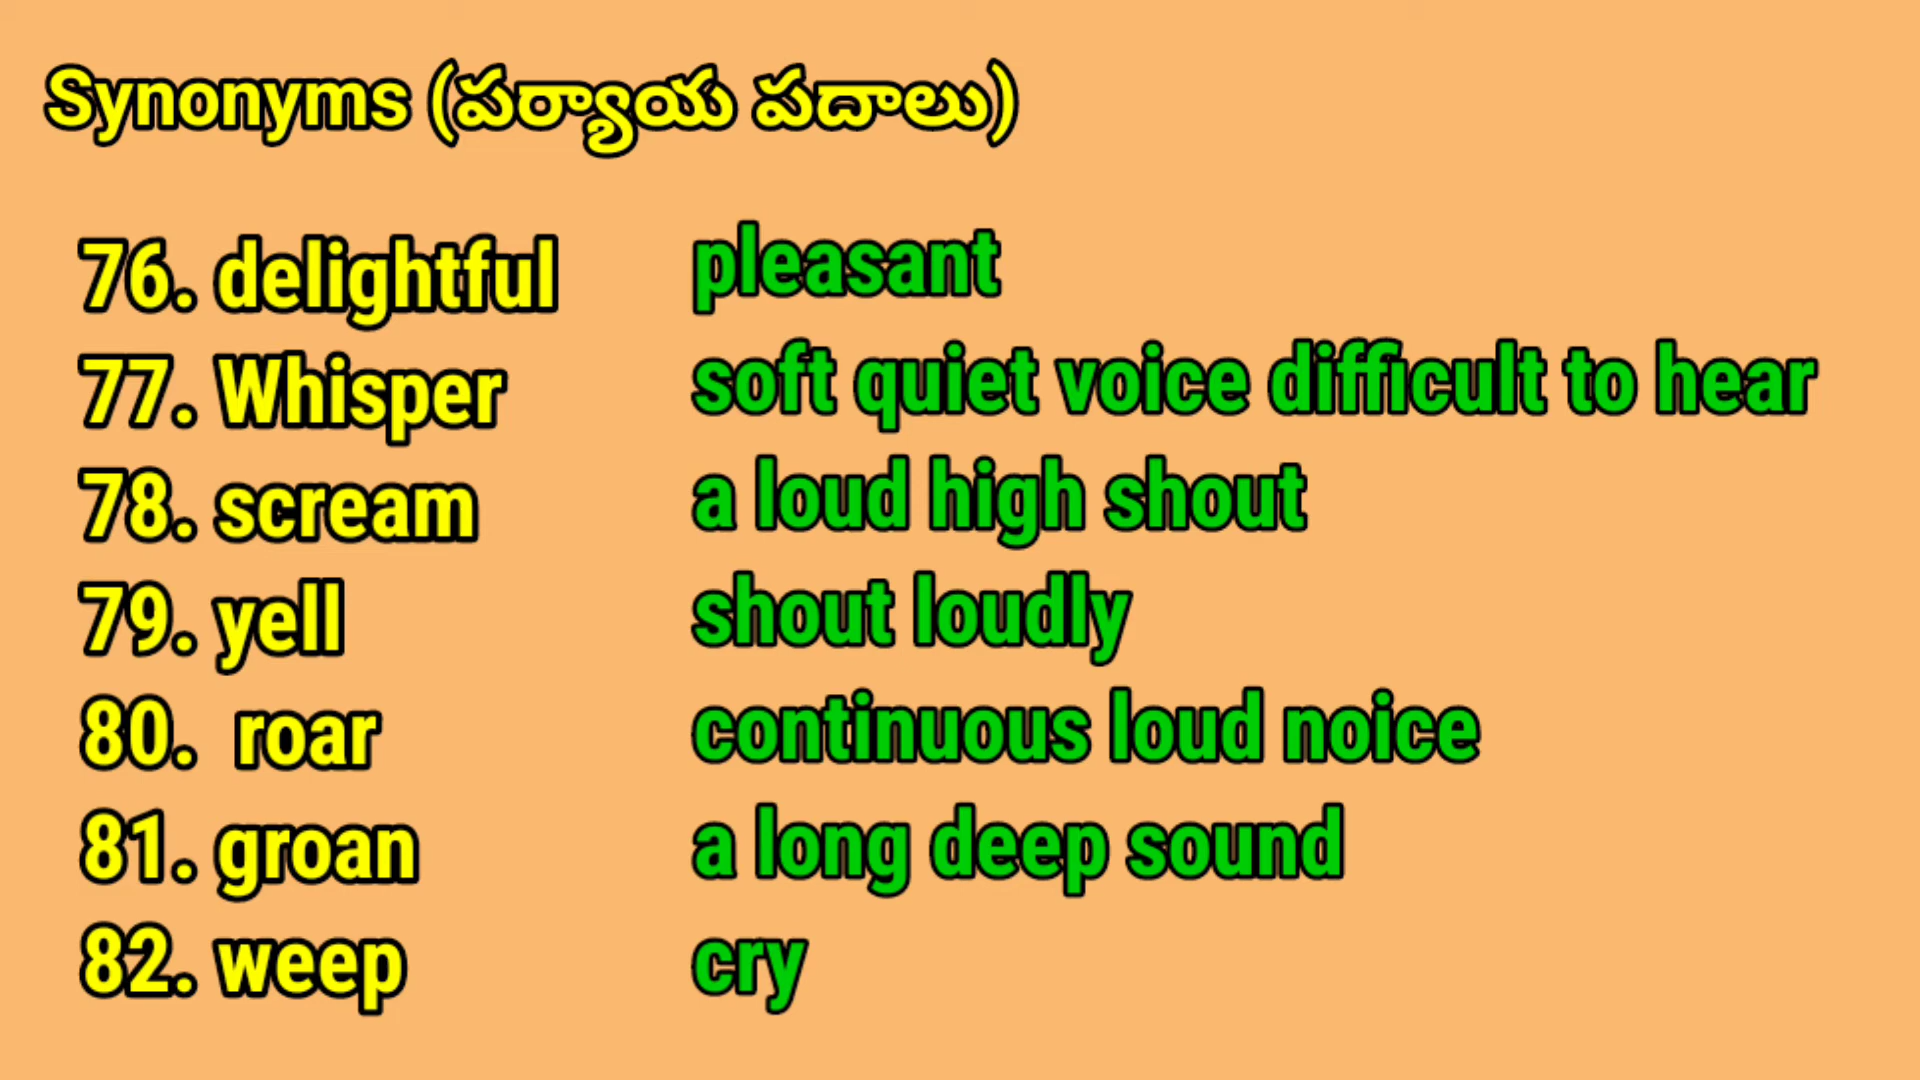 Synonyms (పర్యాయ పదాలు)
76. delightful pleasant
77. Whisper soft quiet voice difficult to hear
78. scream a loud high shout
79. yell shout loudly
80. roar continuous loud noice
81. groan a long deep sound
82. weep cry